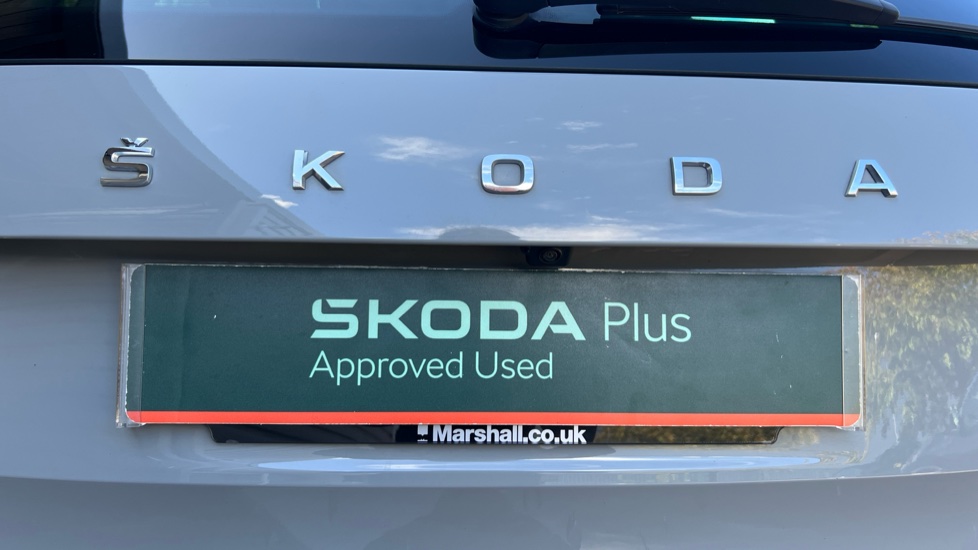 ŠKODA
ŠKODA Plus
Approved Used
Marshall.co.uk